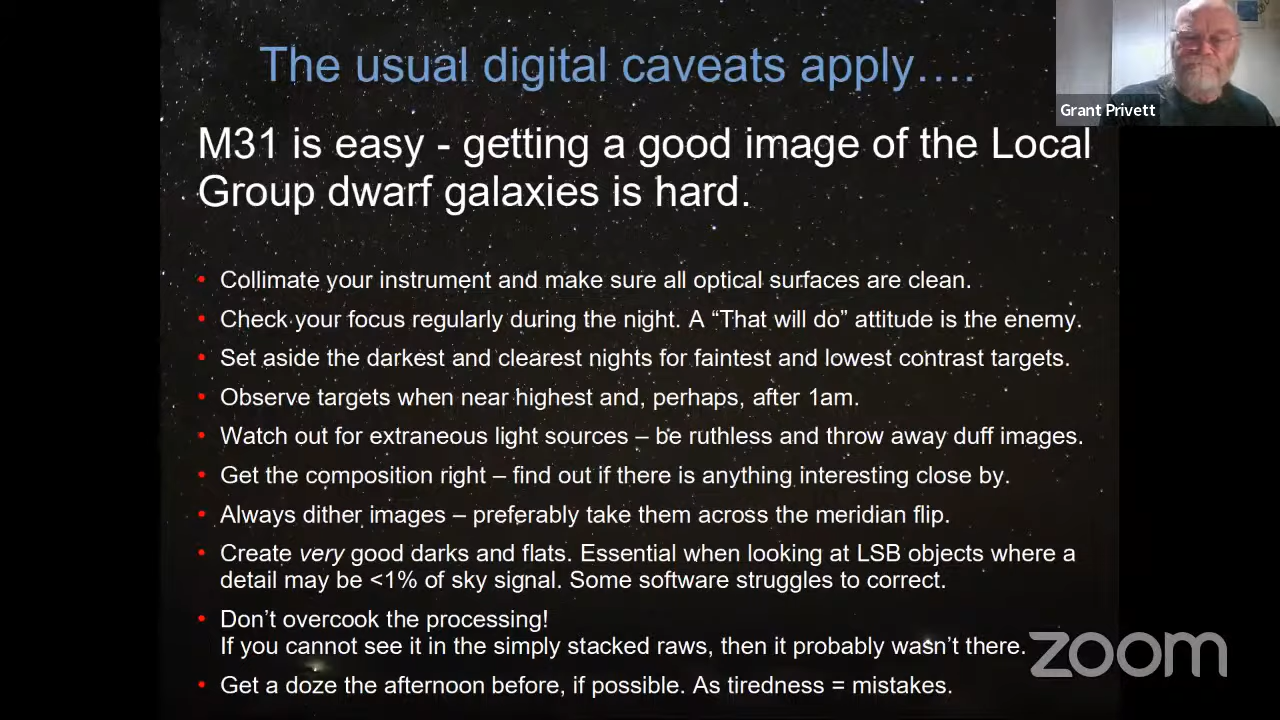 The usual digital caveats apply….
Grant Privett
M31 is easy - getting a good image of the Local
Group dwarf galaxies is hard.
• Collimate your instrument and make sure all optical surfaces are clean.
• Check your focus regularly during the night. A “That will do” attitude is the enemy.
• Set aside the darkest and clearest nights for faintest and lowest contrast targets.
• Observe targets when near highest and, perhaps, after 1am.
• Watch out for extraneous light sources – be ruthless and throw away duff images.
• Get the composition right – find out if there is anything interesting close by.
• Always dither images – preferably take them across the meridian flip.
• Create very good darks and flats. Essential when looking at LSB objects where a
detail may be <1% of sky signal. Some software struggles to correct.
• Don’t overcook the processing!
If you cannot see it in the simply stacked raws, then it probably wasn’t there.
• Get a doze the afternoon before, if possible. As tiredness = mistakes.
zoom